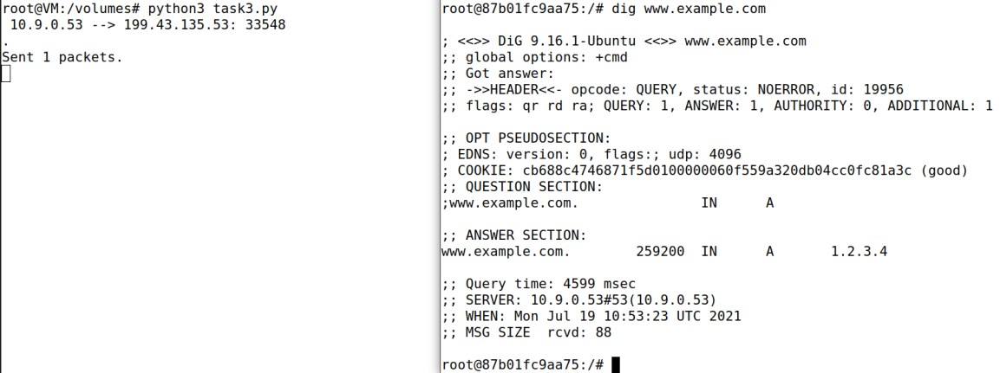 root@VM:/volumes# python3 task3.py
10.9.0.53 --> 199.43.135.53: 33548
.
Sent 1 packets.
root@87b01fc9aa75:/# dig www.example.com
; <<>> DiG 9.16.1-Ubuntu <<>> www.example.com
;; global options: +cmd
;; Got answer:
;; ->>HEADER<<- opcode: QUERY, status: NOERROR, id: 19956
;; flags: qr rd ra; QUERY: 1, ANSWER: 1, AUTHORITY: 0, ADDITIONAL: 1
;; OPT PSEUDOSECTION:
; EDNS: version: 0, flags:; udp: 4096
; COOKIE: cb688c4746871f5d0100000060f559a320db04cc0fc81a3c (good)
;; QUESTION SECTION:
;www.example.com. IN A
;; ANSWER SECTION:
www.example.com. 259200 IN A 1.2.3.4
;; Query time: 4599 msec
;; SERVER: 10.9.0.53#53(10.9.0.53)
;; WHEN: Mon Jul 19 10:53:23 UTC 2021
;; MSG SIZE rcvd: 88
root@87b01fc9aa75:/#